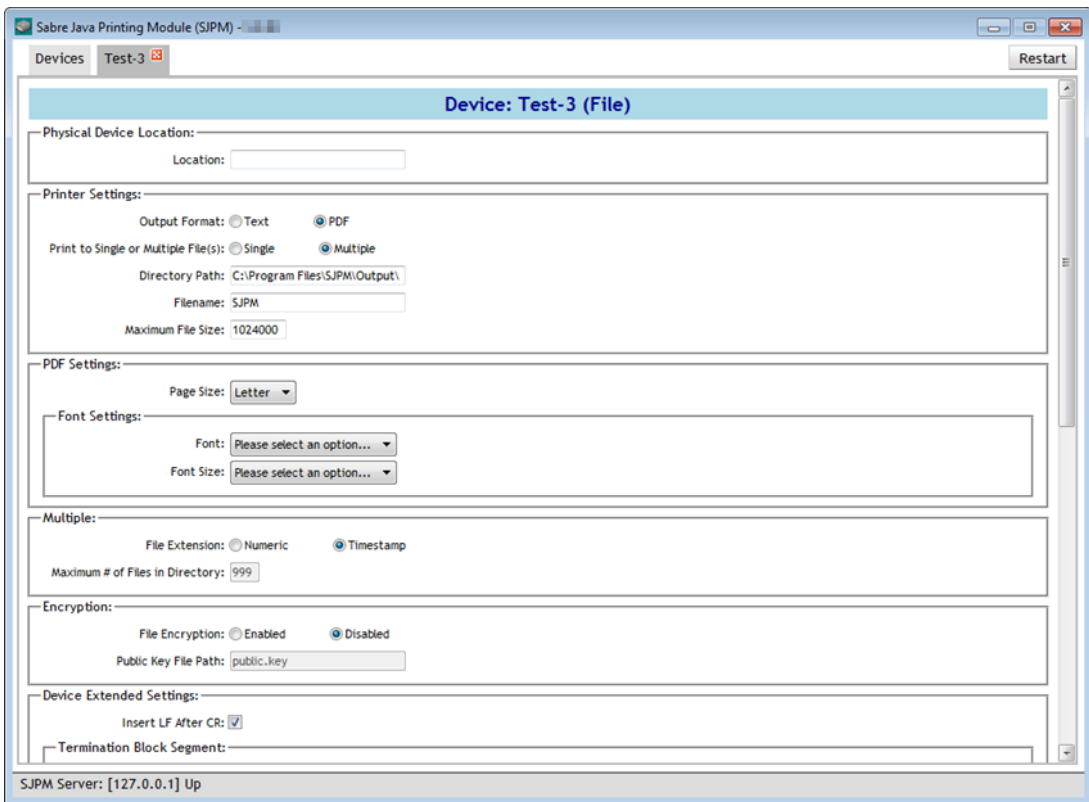 Sabre Java Printing Module (SJPM) -
Devices Test-3 Restart
Device: Test-3 (File)
Physical Device Location:
Location:
Printer Settings:
Output Format: Text PDF
Print to Single or Multiple File(s): Single Multiple
Directory Path: C:\Program Files\SJPM\Output\
Filename: SJPM
Maximum File Size: 1024000
PDF Settings:
Page Size: Letter
Font Settings:
Font: Please select an option...
Font Size: Please select an option...
Multiple:
File Extension: Numeric Timestamp
Maximum # of Files in Directory: 999
Encryption:
File Encryption: Enabled Disabled
Public Key File Path: public.key
Device Extended Settings:
Insert LF After CR:
Termination Block Segment:
SJPM Server: [127.0.0.1] Up